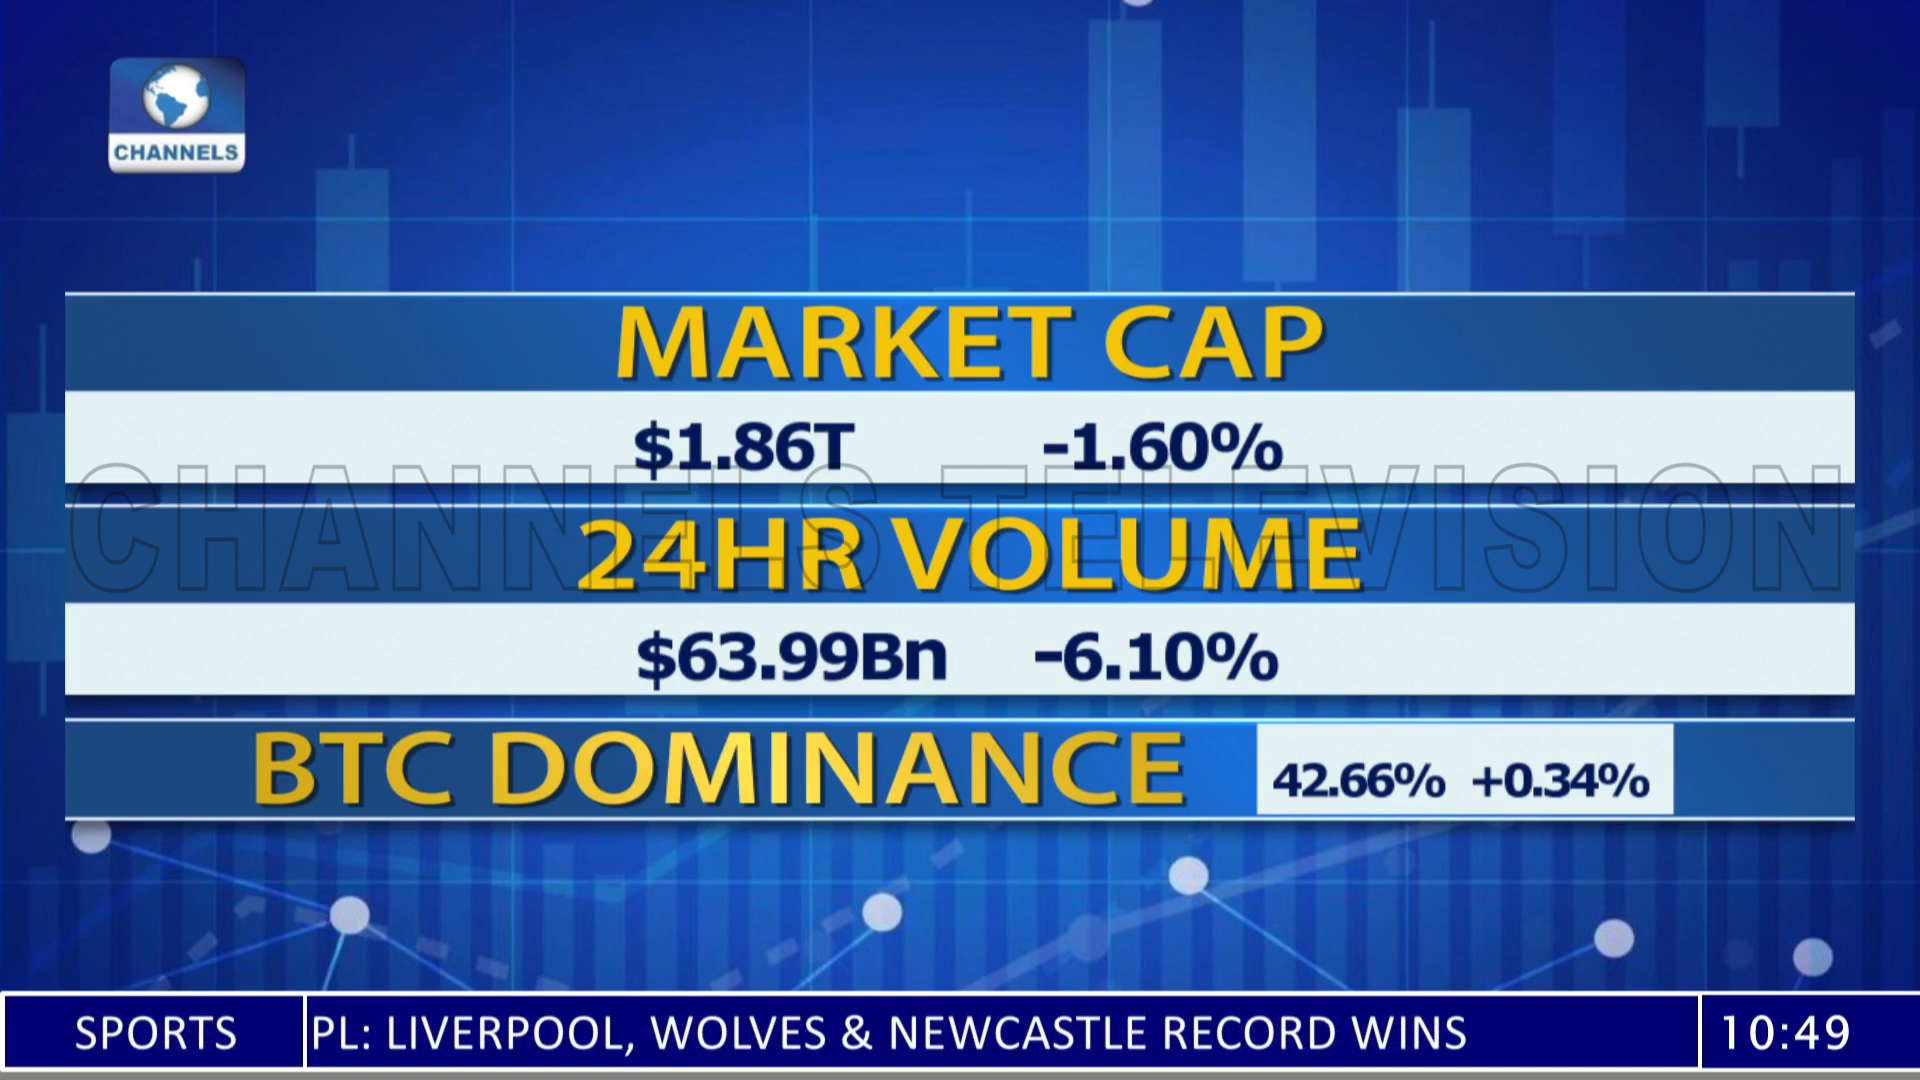 CHANNELS
MARKET CAP
$1.86T -1.60%
CHANNELS TELEVISION
24HR VOLUME
$63.99Bn -6.10%
BTC DOMINANCE 42.66% +0.34%
SPORTS PL: LIVERPOOL, WOLVES & NEWCASTLE RECORD WINS 10:49